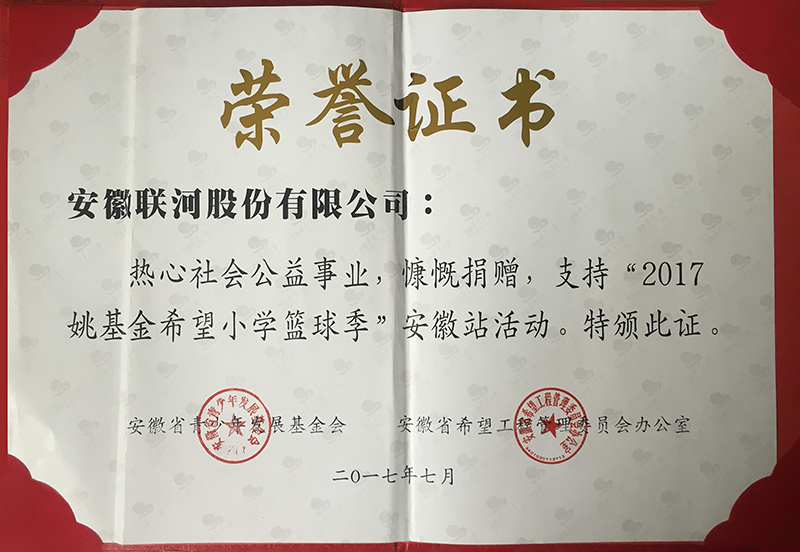 荣誉证书
安徽联河股份有限公司：
热心社会公益事业，慷慨捐赠，支持“2017
姚基金希望小学篮球季”安徽站活动。特颁此证。
安徽省青少年发展基金会 安徽省希望工程管理委员会办公室
二〇一七年七月